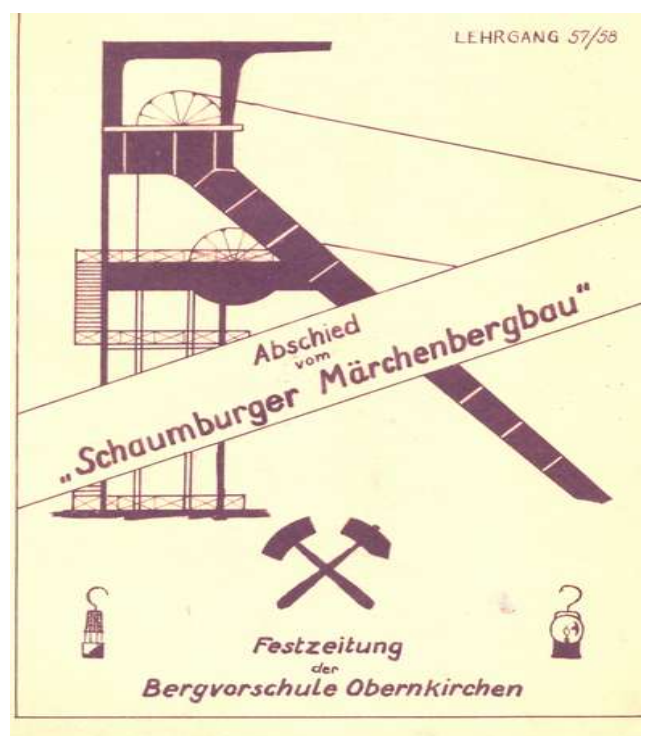 LEHRGANG 57/58
Abschied
vom
„Schaumburger Märchenbergbau“
Festzeitung
der
Bergvorschule Obernkirchen